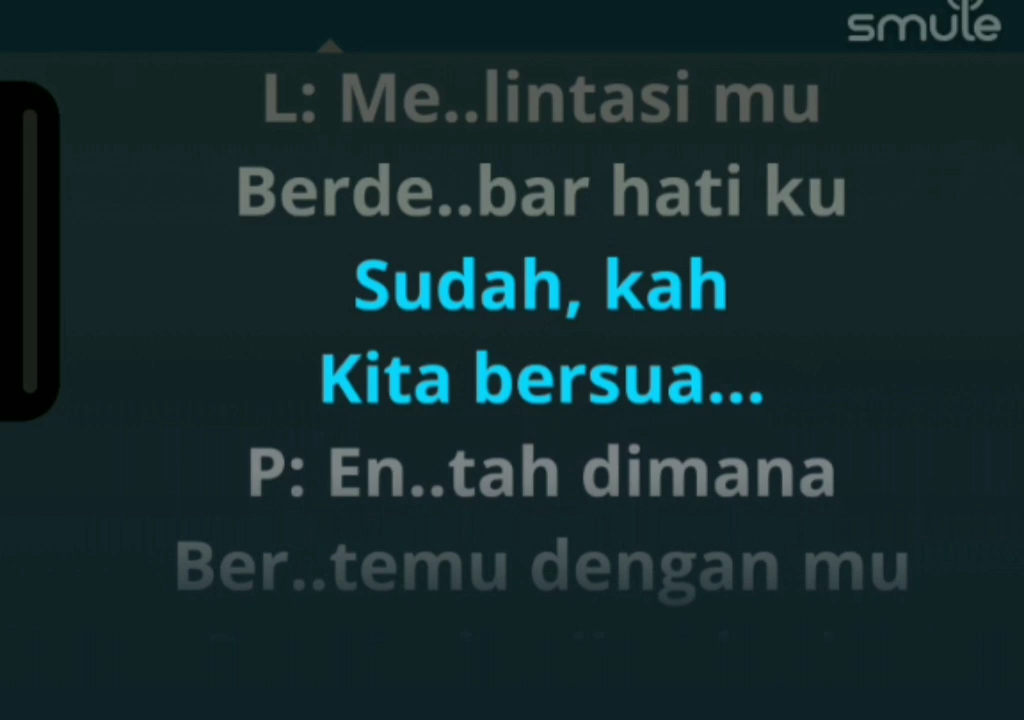 smule
L: Me..lintasi mu
Berde..bar hati ku
Sudah, kah
Kita bersua...
P: En..tah dimana
Ber..temu dengan mu